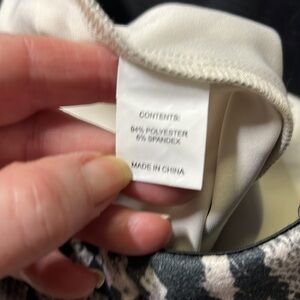 CONTENTS:
94% POLYESTER
6% SPANDEX
MADE IN CHINA